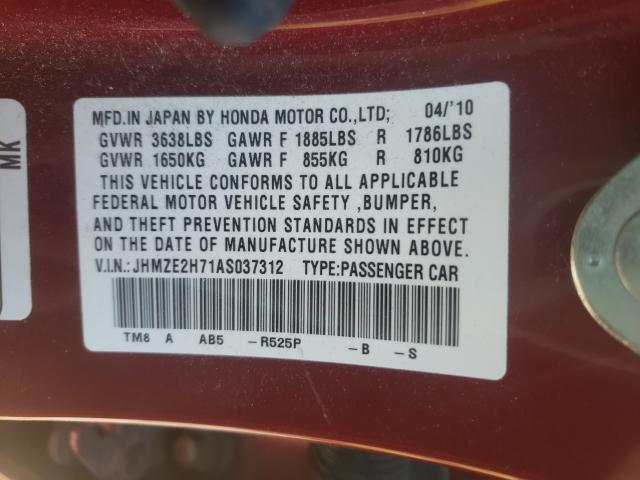 MFD.IN JAPAN BY HONDA MOTOR CO.,LTD; 04/'10
GVWR 3638LBS GAWR F 1885LBS R 1786LBS
GVWR 1650KG GAWR F 855KG R 810KG
THIS VEHICLE CONFORMS TO ALL APPLICABLE
FEDERAL MOTOR VEHICLE SAFETY ,BUMPER,
AND THEFT PREVENTION STANDARDS IN EFFECT
ON THE DATE OF MANUFACTURE SHOWN ABOVE.
V.I.N.: JHMZE2H71AS037312 TYPE:PASSENGER CAR
TM8 A AB5 -R525P -B -S
MK